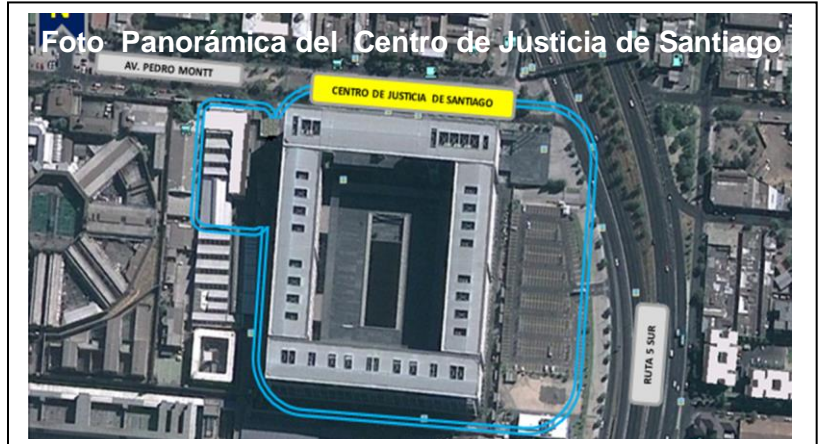 N
Foto Panorámica del Centro de Justicia de Santiago
AV. PEDRO MONTT
CENTRO DE JUSTICIA DE SANTIAGO
RUTA 5 SUR